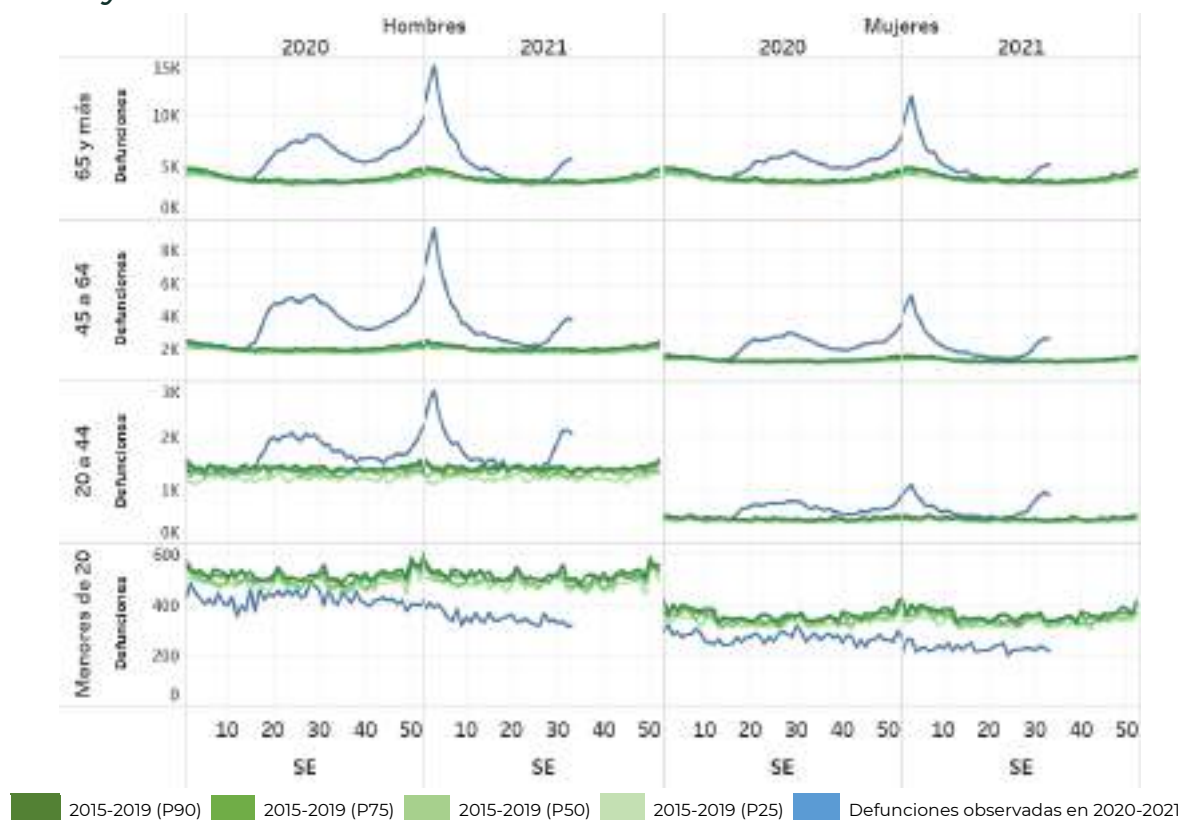 Hombres
Mujeres
2020
2021
2020
2021
65 y más
Defunciones
15K
10K
5K
0K
45 a 64
Defunciones
8K
6K
4K
2K
20 a 44
Defunciones
3K
2K
1K
0K
Menores de 20
Defunciones
600
400
200
0
10 20 30 40 50 10 20 30 40 50 10 20 30 40 50 10 20 30 40 50
SE SE SE SE
2015-2019 (P90) 2015-2019 (P75) 2015-2019 (P50) 2015-2019 (P25) Defunciones observadas en 2020-2021